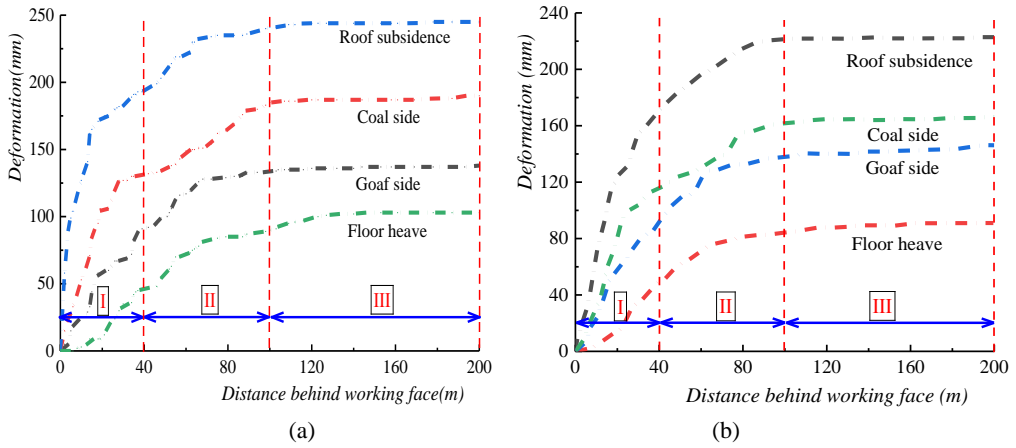 250
200
150
100
50
0
Deformation(mm)
Roof subsidence
Coal side
Goaf side
Floor heave
I
II
III
0
40
80
120
160
200
Distance behind working face(m)
(a)
240
200
160
120
80
40
0
Deformation (mm)
Roof subsidence
Coal side
Goaf side
Floor heave
I
II
III
0
40
80
120
160
200
Distance behind working face (m)
(b)